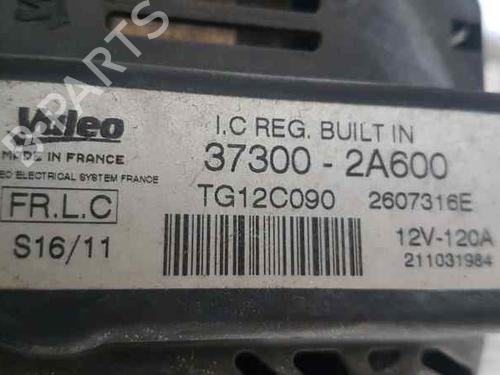 Valeo
MADE IN FRANCE
EO ELECTRICAL SYSTEM FRANCE
FR.L.C
S16/11
I.C REG. BUILT IN
37300 - 2A600
TG12C090 2607316E
12V-120A
211031984